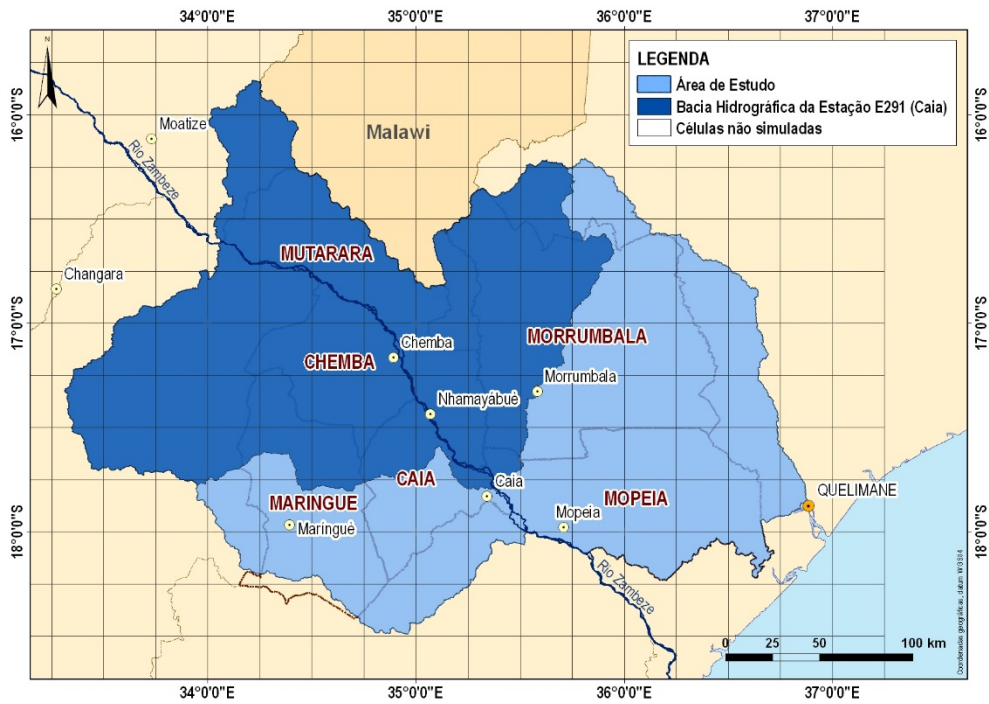 34°0'0"E 35°0'0"E 36°0'0"E 37°0'0"E
N
LEGENDA
Área de Estudo
Bacia Hidrográfica da Estação E291 (Caia)
Células não simuladas
16°0'0"S 16°0'0"S
Malawi
Moatize
Rio Zambeze
MUTARARA
Changara
17°0'0"S 17°0'0"S
Chemba
MORRUMBALA
CHEMBA
Morrumbala
Nhamayábuè
CAIA
Caia
QUELIMANE
MARINGUE
MOPEIA
Maringuè
Mopeia
18°0'0"S 18°0'0"S
Rio Zambeze
0 25 50 100 km
Coordenadas geográficas, datum WGS84
34°0'0"E 35°0'0"E 36°0'0"E 37°0'0"E